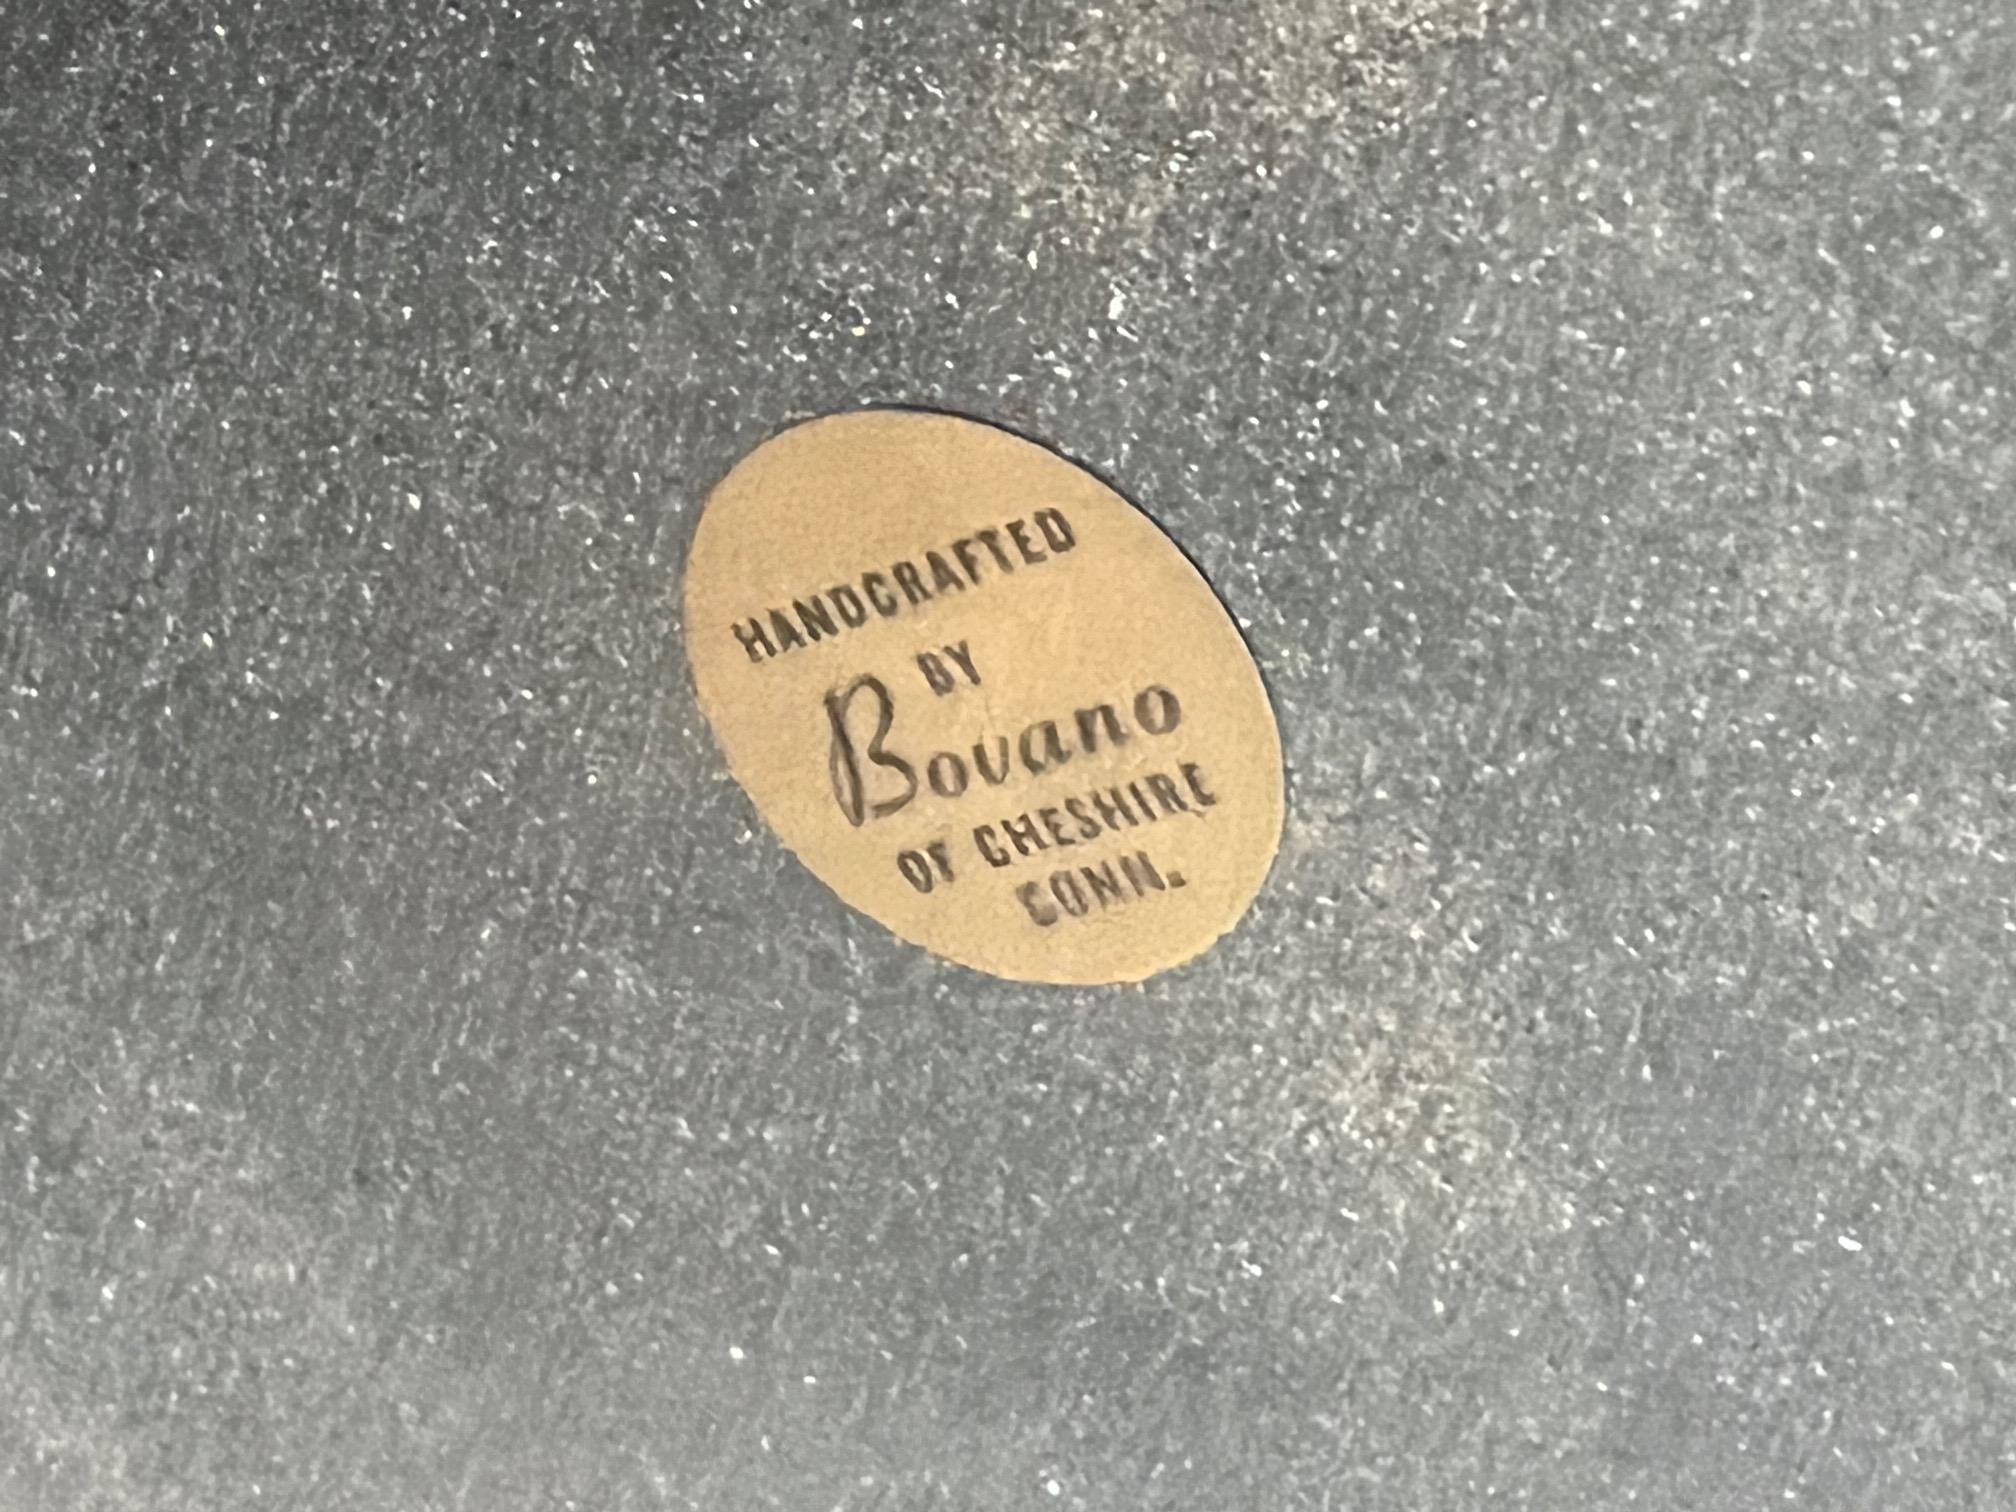 HANDCRAFTED
BY
Bovano
OF CHESHIRE
CONN.